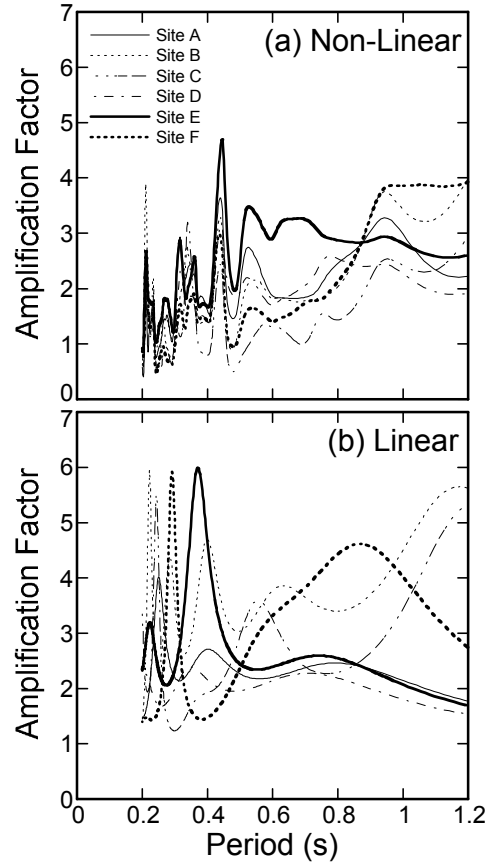 7
6
5
4
3
2
1
0
Amplification Factor
(a) Non-Linear
Site A
Site B
Site C
Site D
Site E
Site F
7
6
5
4
3
2
1
0
Amplification Factor
(b) Linear
0 0.2 0.4 0.6 0.8 1 1.2
Period (s)